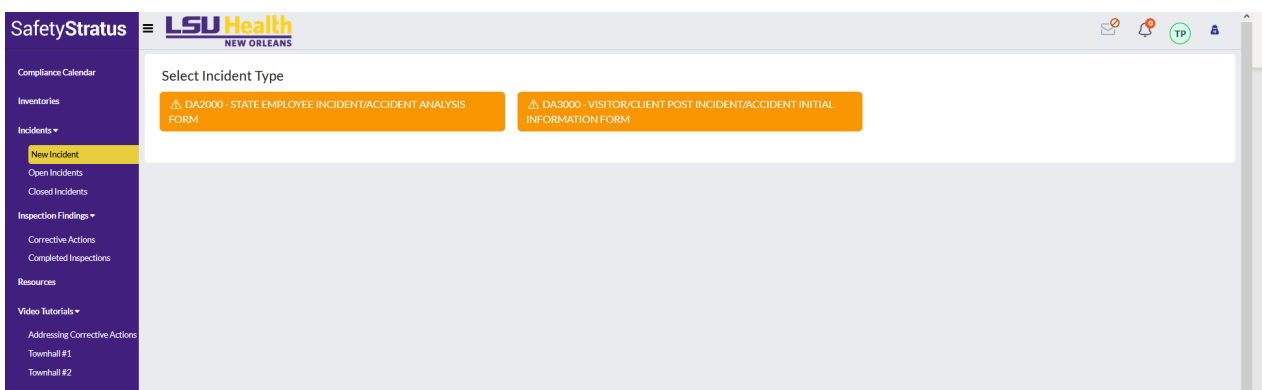 SafetyStratus
LSU Health
NEW ORLEANS
0
TP
Compliance Calendar
Inventories
Incidents
New Incident
Open Incidents
Closed Incidents
Inspection Findings
Corrective Actions
Completed Inspections
Resources
Video Tutorials
Addressing Corrective Actions
Townhall #1
Townhall #2
Select Incident Type
DA2000 - STATE EMPLOYEE INCIDENT/ACCIDENT ANALYSIS
FORM
DA3000 - VISITOR/CLIENT POST INCIDENT/ACCIDENT INITIAL
INFORMATION FORM